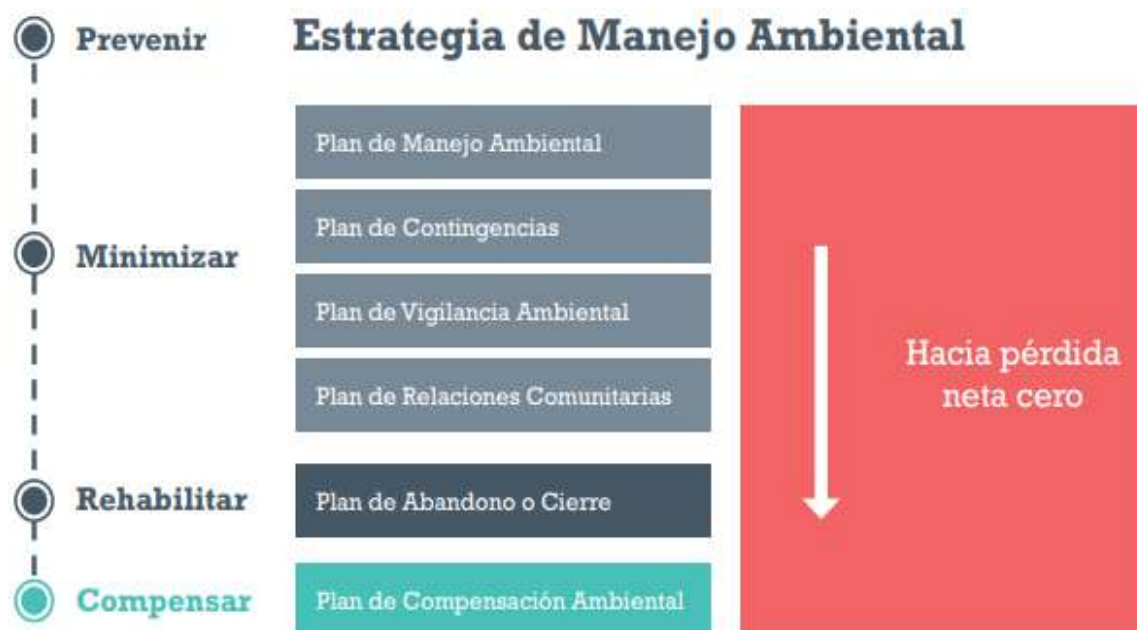 Estrategia de Manejo Ambiental
Prevenir
Minimizar
Rehabilitar
Compensar
Plan de Manejo Ambiental
Plan de Contingencias
Plan de Vigilancia Ambiental
Plan de Relaciones Comunitarias
Plan de Abandono o Cierre
Plan de Compensación Ambiental
Hacia pérdida
neta cero